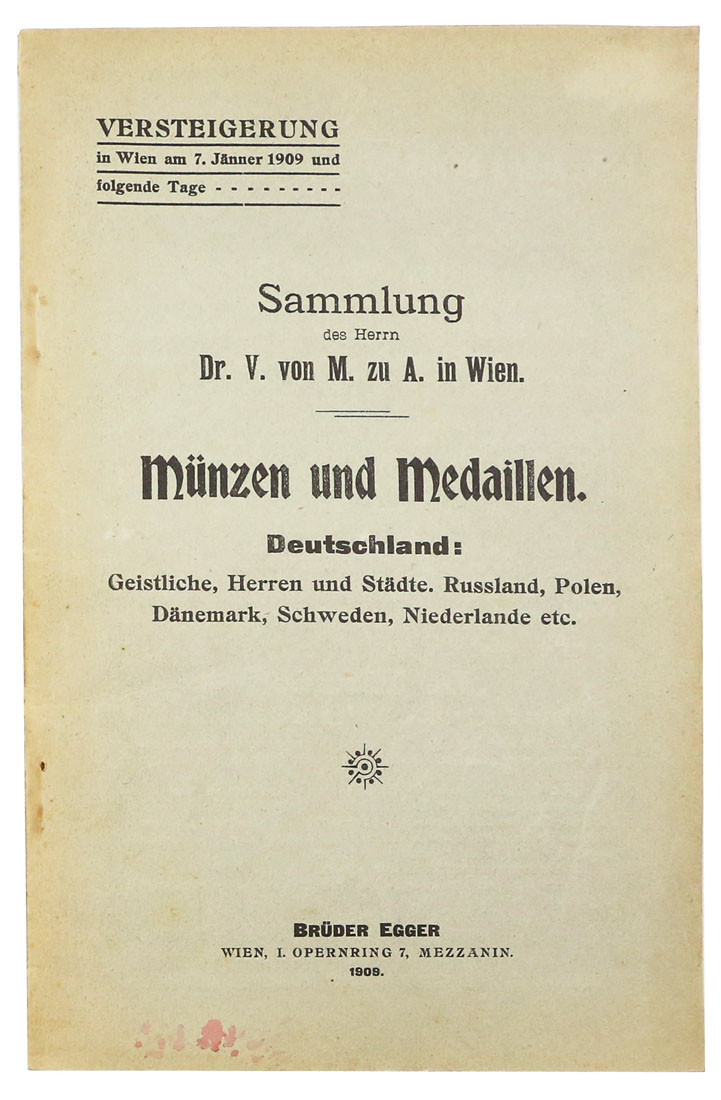 VERSTEIGERUNG
in Wien am 7. Jänner 1909 und
folgende Tage - - - - - - - - -
Sammlung
des Herrn
Dr. V. von M. zu A. in Wien.
Münzen und Medaillen.
Deutschland:
Geistliche, Herren und Städte. Russland, Polen,
Dänemark, Schweden, Niederlande etc.
BRÜDER EGGER
WIEN, I. OPERNRING 7, MEZZANIN.
1909.